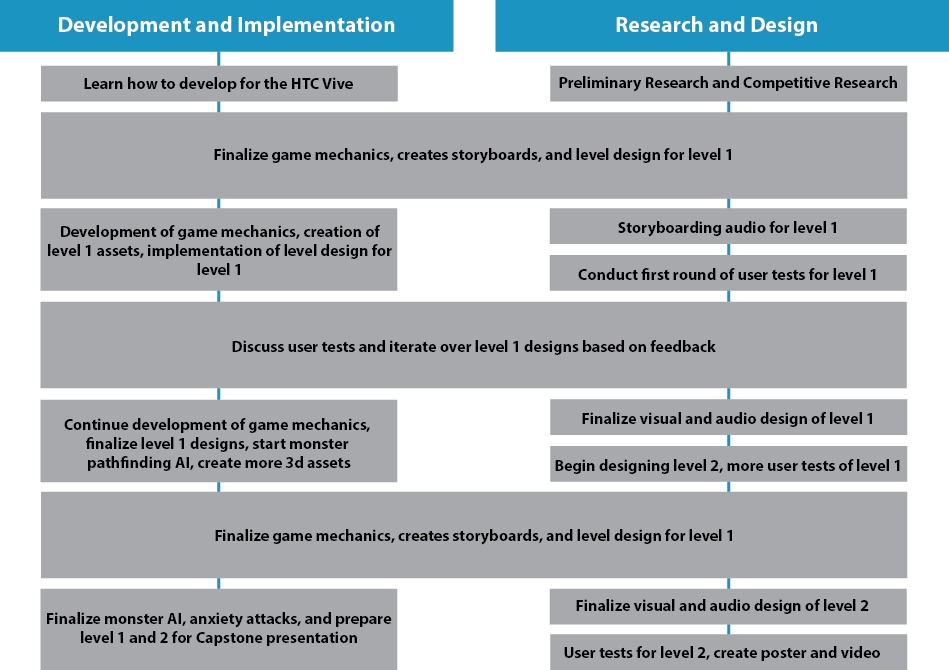 Development and Implementation
Research and Design
Learn how to develop for the HTC Vive
Preliminary Research and Competitive Research
Finalize game mechanics, creates storyboards, and level design for level 1
Development of game mechanics, creation of
level 1 assets, implementation of level design for
level 1
Storyboarding audio for level 1
Conduct first round of user tests for level 1
Discuss user tests and iterate over level 1 designs based on feedback
Continue development of game mechanics,
finalize level 1 designs, start monster
pathfinding AI, create more 3d assets
Finalize visual and audio design of level 1
Begin designing level 2, more user tests of level 1
Finalize game mechanics, creates storyboards, and level design for level 1
Finalize monster AI, anxiety attacks, and prepare
level 1 and 2 for Capstone presentation
Finalize visual and audio design of level 2
User tests for level 2, create poster and video